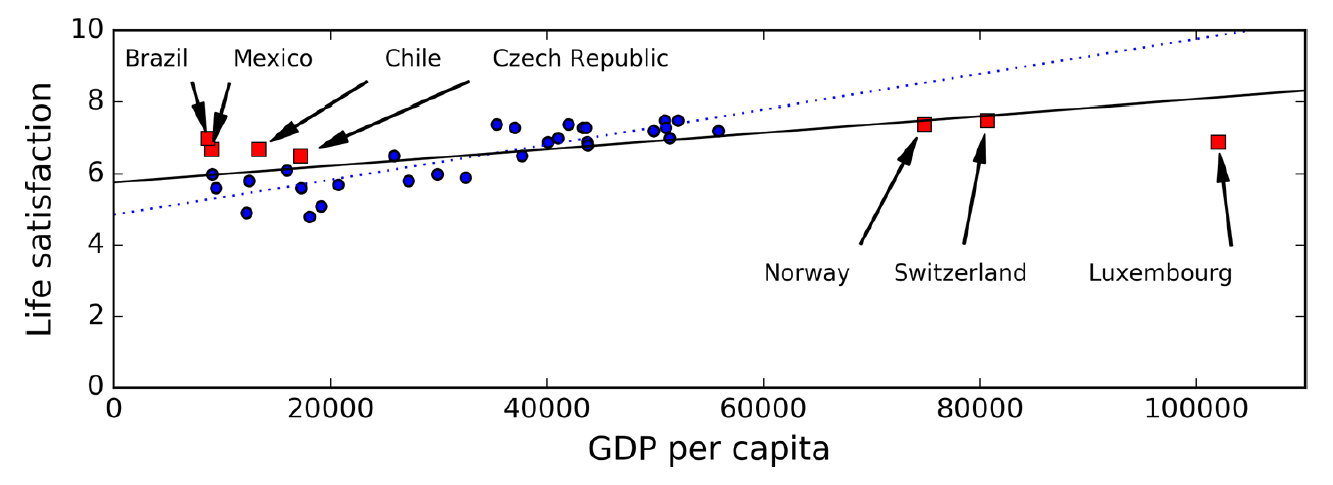 10
Brazil Mexico Chile Czech Republic
8
6
4
2
0
Life satisfaction
Norway Switzerland Luxembourg
0 20000 40000 60000 80000 100000
GDP per capita